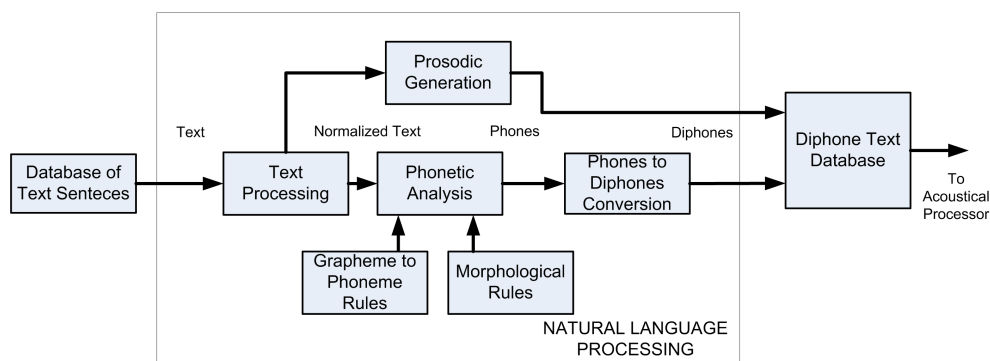 Prosodic
Generation
Text
Normalized Text
Phones
Diphones
Database of
Text Senteces
Text
Processing
Phonetic
Analysis
Phones to
Diphones
Conversion
Diphone Text
Database
To
Acoustical
Processor
Grapheme to
Phoneme
Rules
Morphological
Rules
NATURAL LANGUAGE
PROCESSING